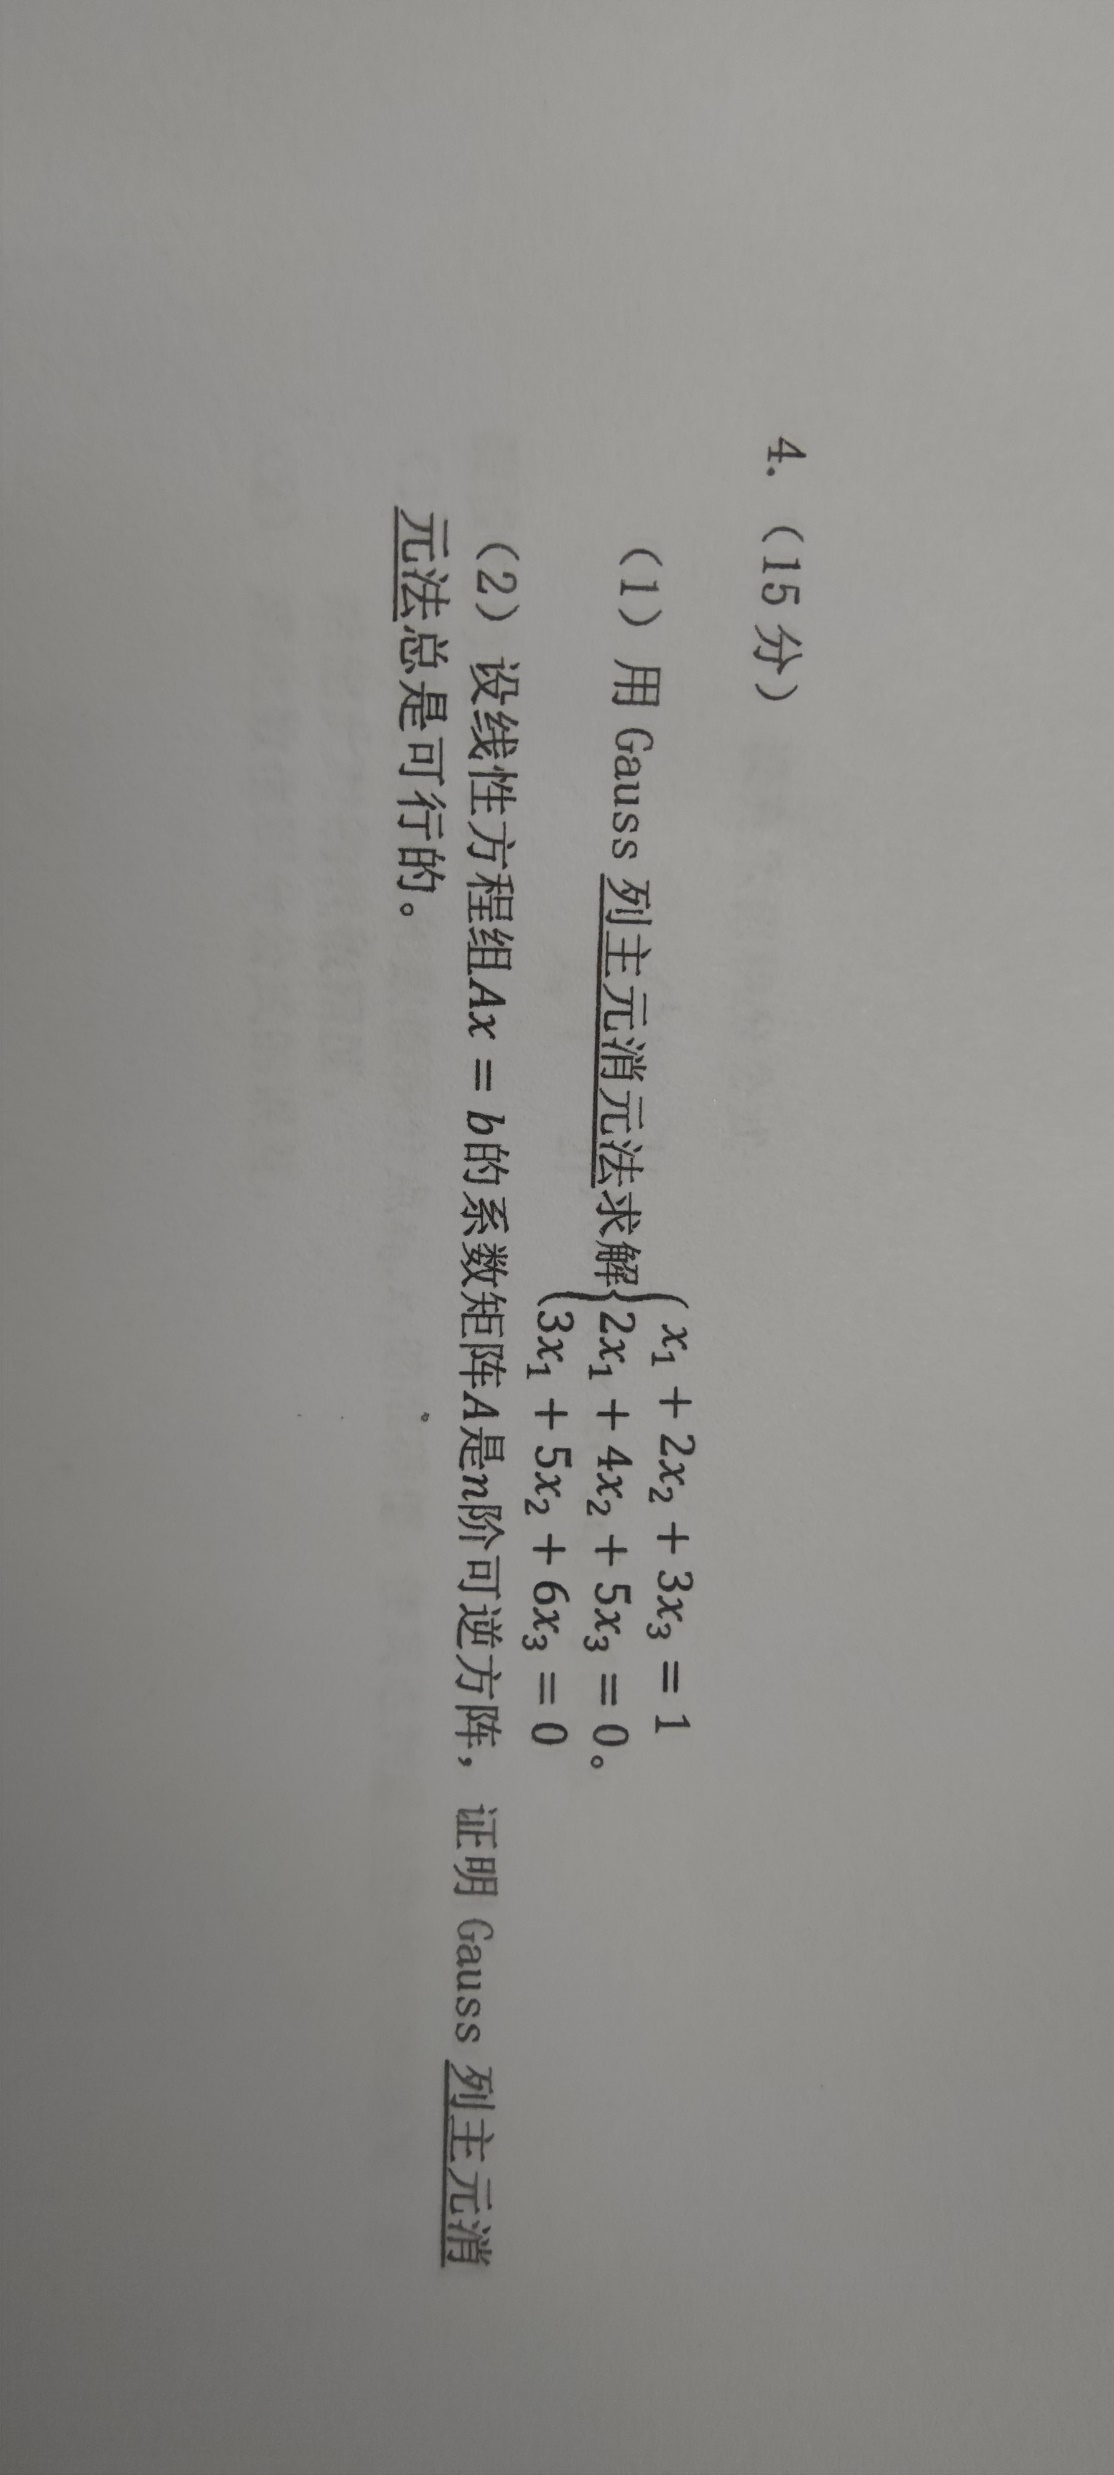 4. （15 分）
（1）用 Gauss 列主元消元法求解{x₁ + 2x₂ + 3x₃ = 1
2x₁ + 4x₂ + 5x₃ = 0。
3x₁ + 5x₂ + 6x₃ = 0
（2）设线性方程组Ax = b的系数矩阵A是n阶可逆方阵，证明 Gauss 列主元消
元法总是可行的。